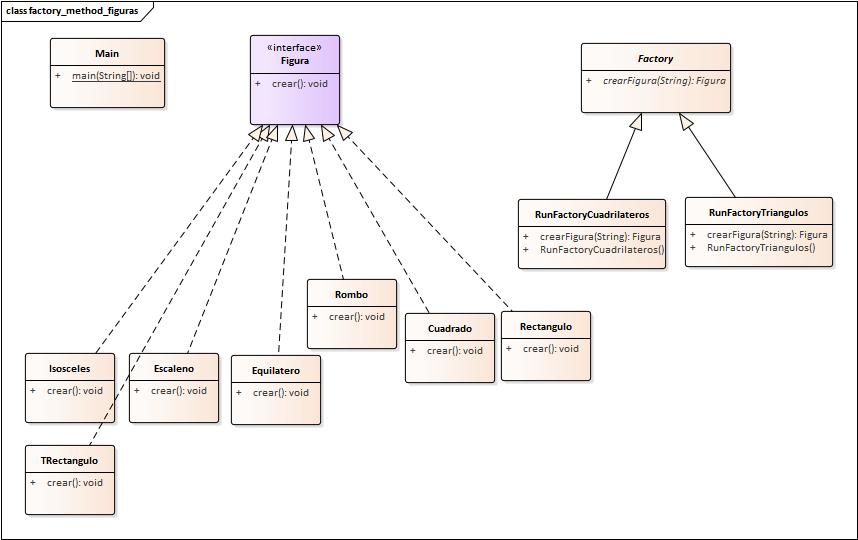 class factory_method_figuras
Main
+ main(String[]): void
«interface»
Figura
+ crear(): void
Factory
+ crearFigura(String): Figura
RunFactoryCuadrilateros
+ crearFigura(String): Figura
+ RunFactoryCuadrilateros()
RunFactoryTriangulos
+ crearFigura(String): Figura
+ RunFactoryTriangulos()
Rombo
+ crear(): void
Cuadrado
+ crear(): void
Rectangulo
+ crear(): void
Isosceles
+ crear(): void
Escaleno
+ crear(): void
Equilatero
+ crear(): void
TRectangulo
+ crear(): void